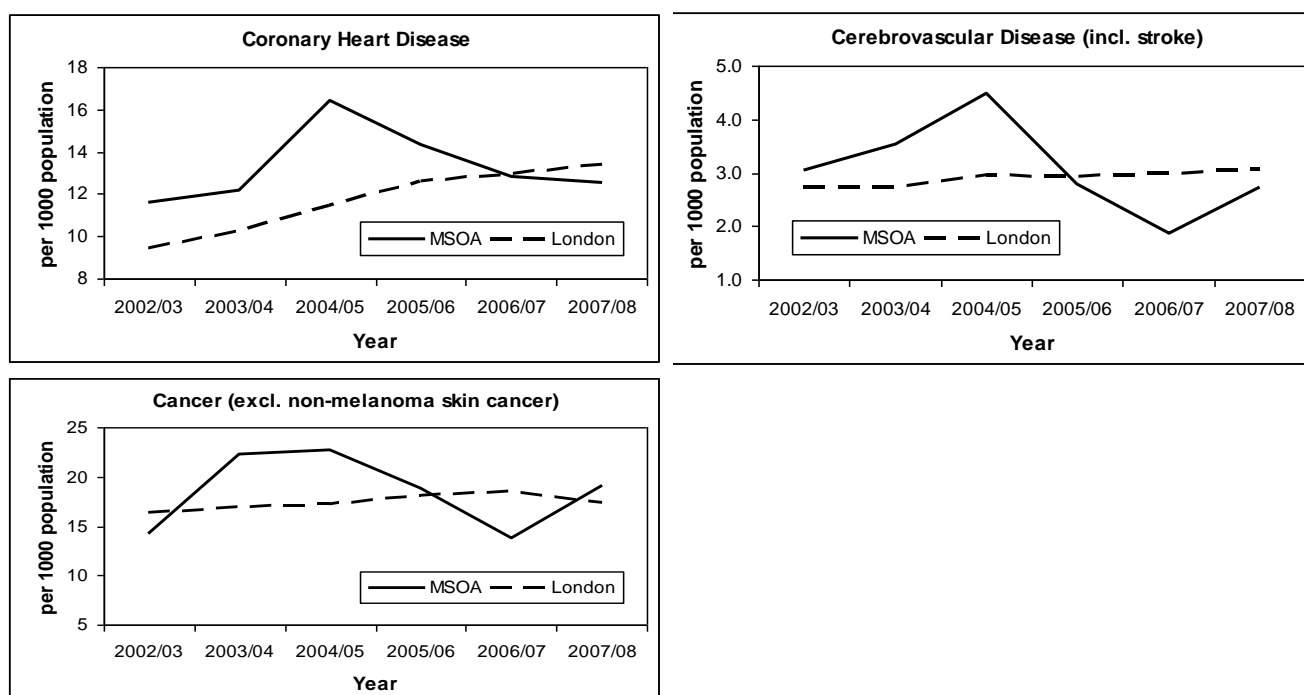 Coronary Heart Disease
per 1000 population
18
16
14
12
10
8
MSOA London
2002/03 2003/04 2004/05 2005/06 2006/07 2007/08
Year
Cerebrovascular Disease (incl. stroke)
per 1000 population
5.0
4.0
3.0
2.0
1.0
MSOA London
2002/03 2003/04 2004/05 2005/06 2006/07 2007/08
Year
Cancer (excl. non-melanoma skin cancer)
per 1000 population
25
20
15
10
5
MSOA London
2002/03 2003/04 2004/05 2005/06 2006/07 2007/08
Year